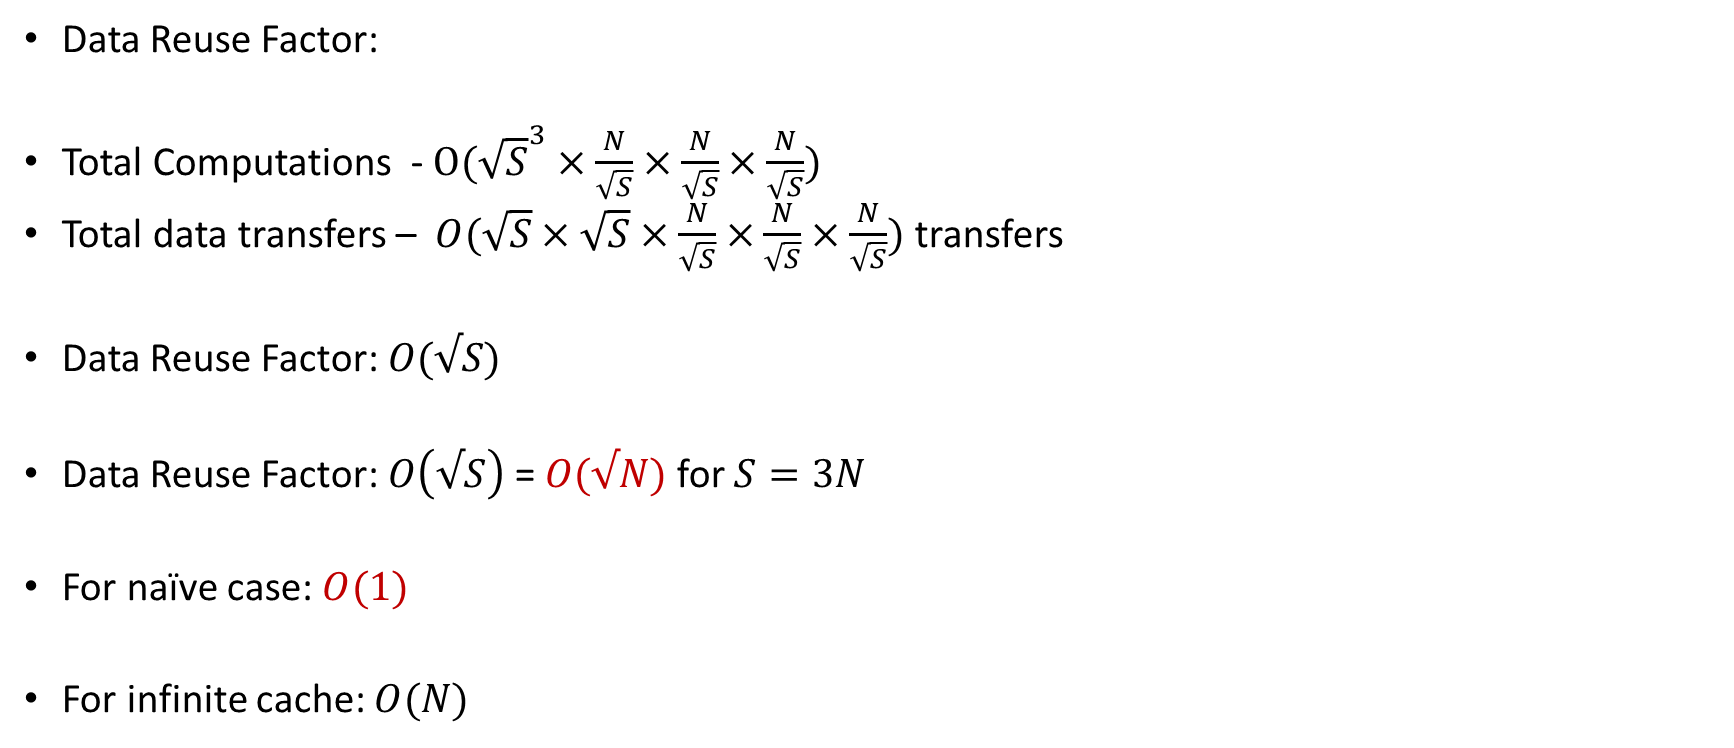 • Data Reuse Factor:
• Total Computations - O(√S³ × N/√S × N/√S × N/√S)
• Total data transfers – O(√S × √S × N/√S × N/√S × N/√S) transfers
• Data Reuse Factor: O(√S)
• Data Reuse Factor: O(√S) = O(√N) for S = 3N
• For naïve case: O(1)
• For infinite cache: O(N)